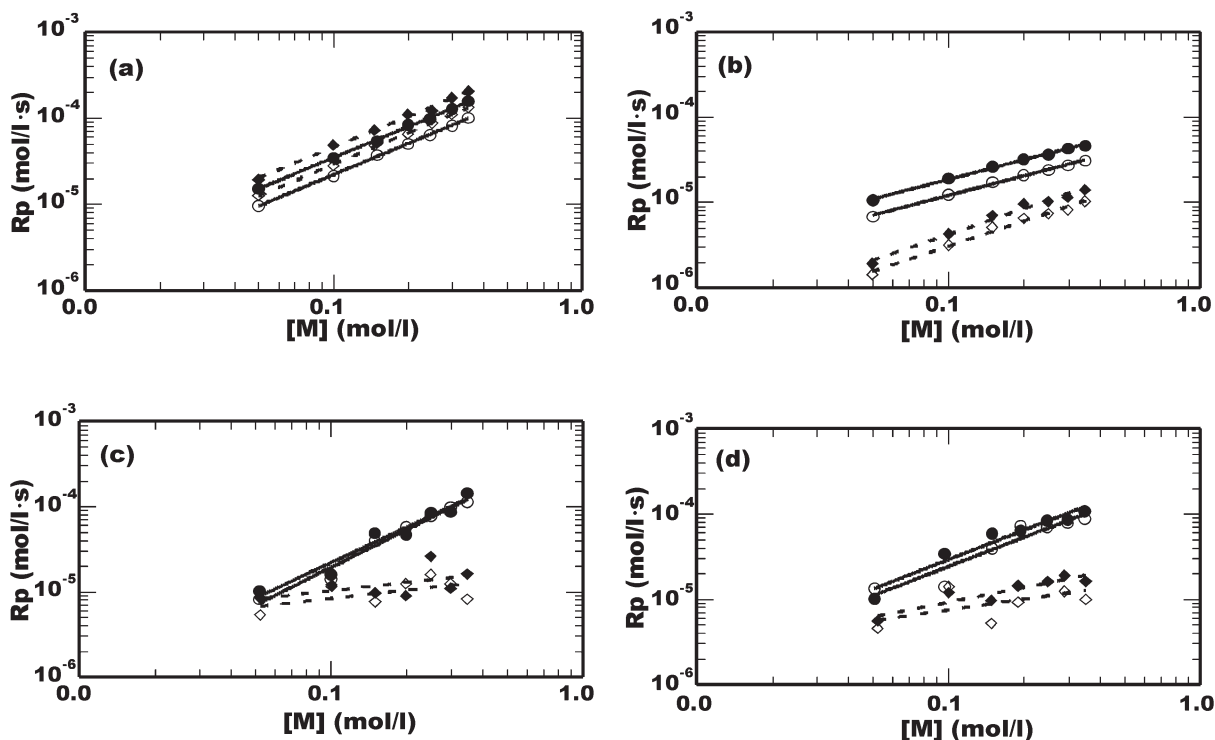 (a)
10⁻³
10⁻⁴
10⁻⁵
10⁻⁶
Rp (mol/l·s)
0.0 0.1 1.0
[M] (mol/l)
(b)
10⁻³
10⁻⁴
10⁻⁵
10⁻⁶
Rp (mol/l·s)
0.0 0.1 1.0
[M] (mol/l)
(c)
10⁻³
10⁻⁴
10⁻⁵
10⁻⁶
Rp (mol/l·s)
0.0 0.1 1.0
[M] (mol/l)
(d)
10⁻³
10⁻⁴
10⁻⁵
10⁻⁶
Rp (mol/l·s)
0.0 0.1 1.0
[M] (mol/l)